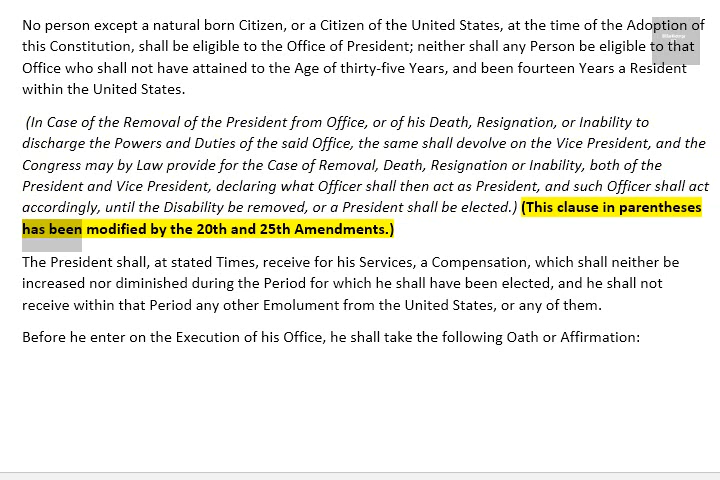 No person except a natural born Citizen, or a Citizen of the United States, at the time of the Adoption of
this Constitution, shall be eligible to the Office of President; neither shall any Person be eligible to that
Office who shall not have attained to the Age of thirty-five Years, and been fourteen Years a Resident
within the United States.
(In Case of the Removal of the President from Office, or of his Death, Resignation, or Inability to
discharge the Powers and Duties of the said Office, the same shall devolve on the Vice President, and the
Congress may by Law provide for the Case of Removal, Death, Resignation or Inability, both of the
President and Vice President, declaring what Officer shall then act as President, and such Officer shall act
accordingly, until the Disability be removed, or a President shall be elected.) (This clause in parentheses
has been modified by the 20th and 25th Amendments.)
The President shall, at stated Times, receive for his Services, a Compensation, which shall neither be
increased nor diminished during the Period for which he shall have been elected, and he shall not
receive within that Period any other Emolument from the United States, or any of them.
Before he enter on the Execution of his Office, he shall take the following Oath or Affirmation: